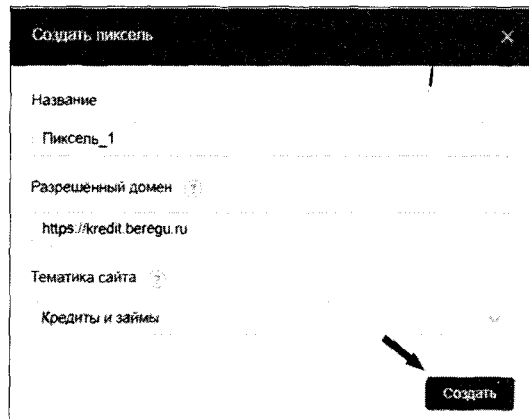 Создать пиксель
Название
Пиксель_1
Разрешённый домен ?
https://kredit.beregu.ru
Тематика сайта ?
Кредиты и займы
Создать